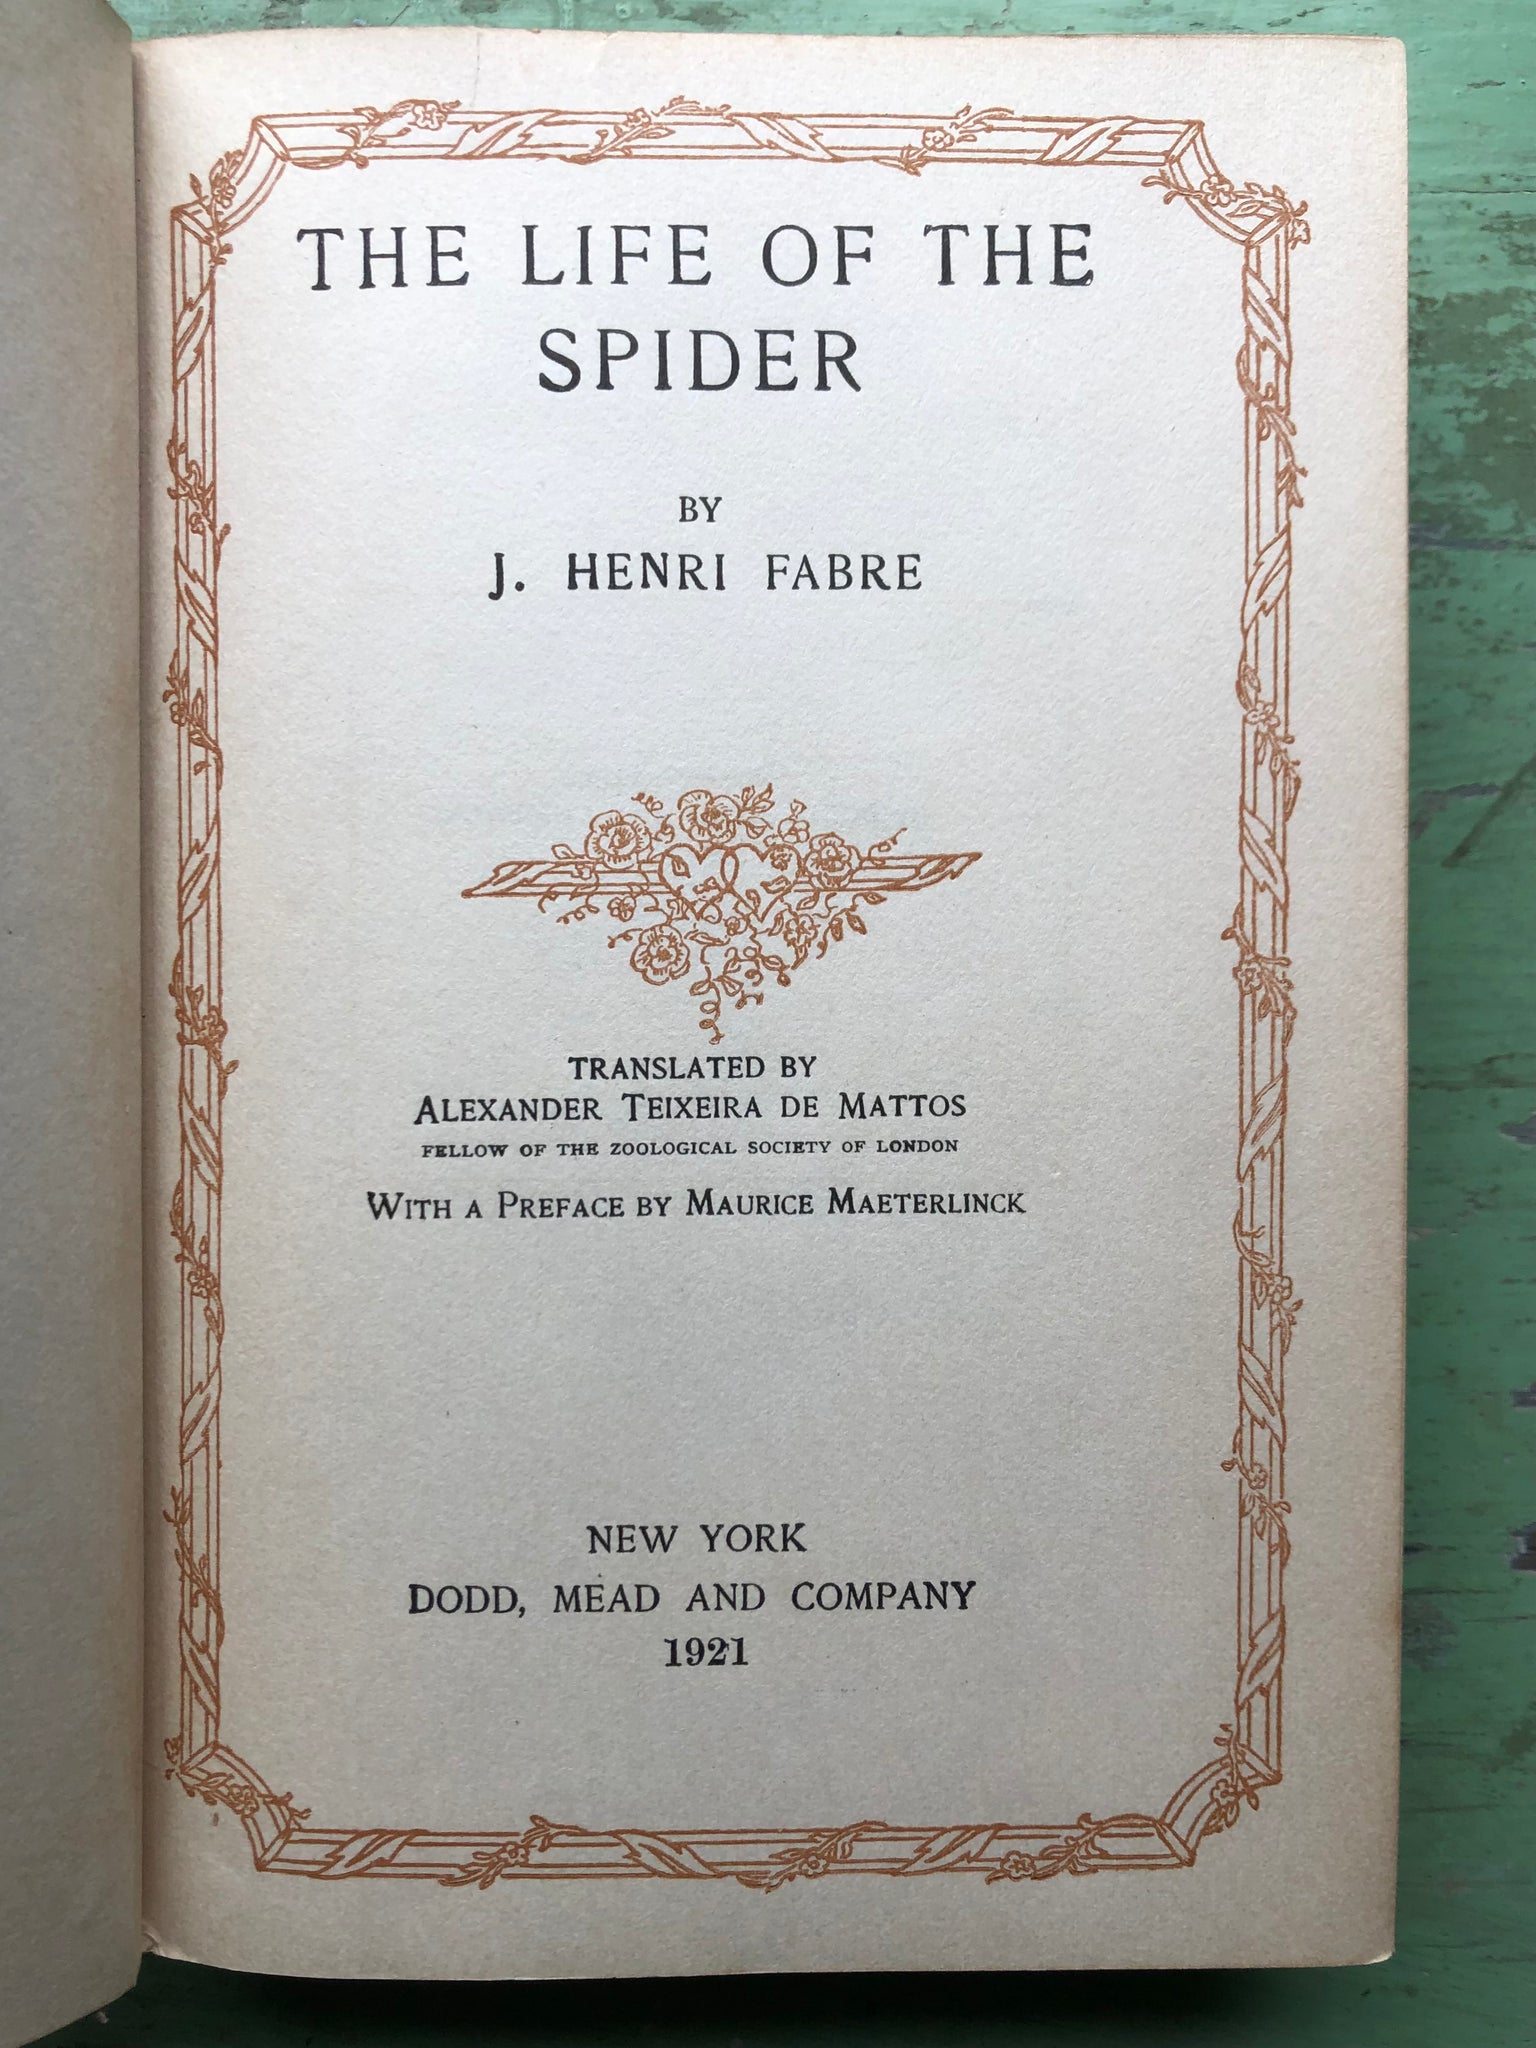 THE LIFE OF THE
SPIDER
BY
J. HENRI FABRE
TRANSLATED BY
ALEXANDER TEIXEIRA DE MATTOS
FELLOW OF THE ZOOLOGICAL SOCIETY OF LONDON
WITH A PREFACE BY MAURICE MAETERLINCK
NEW YORK
DODD, MEAD AND COMPANY
1921